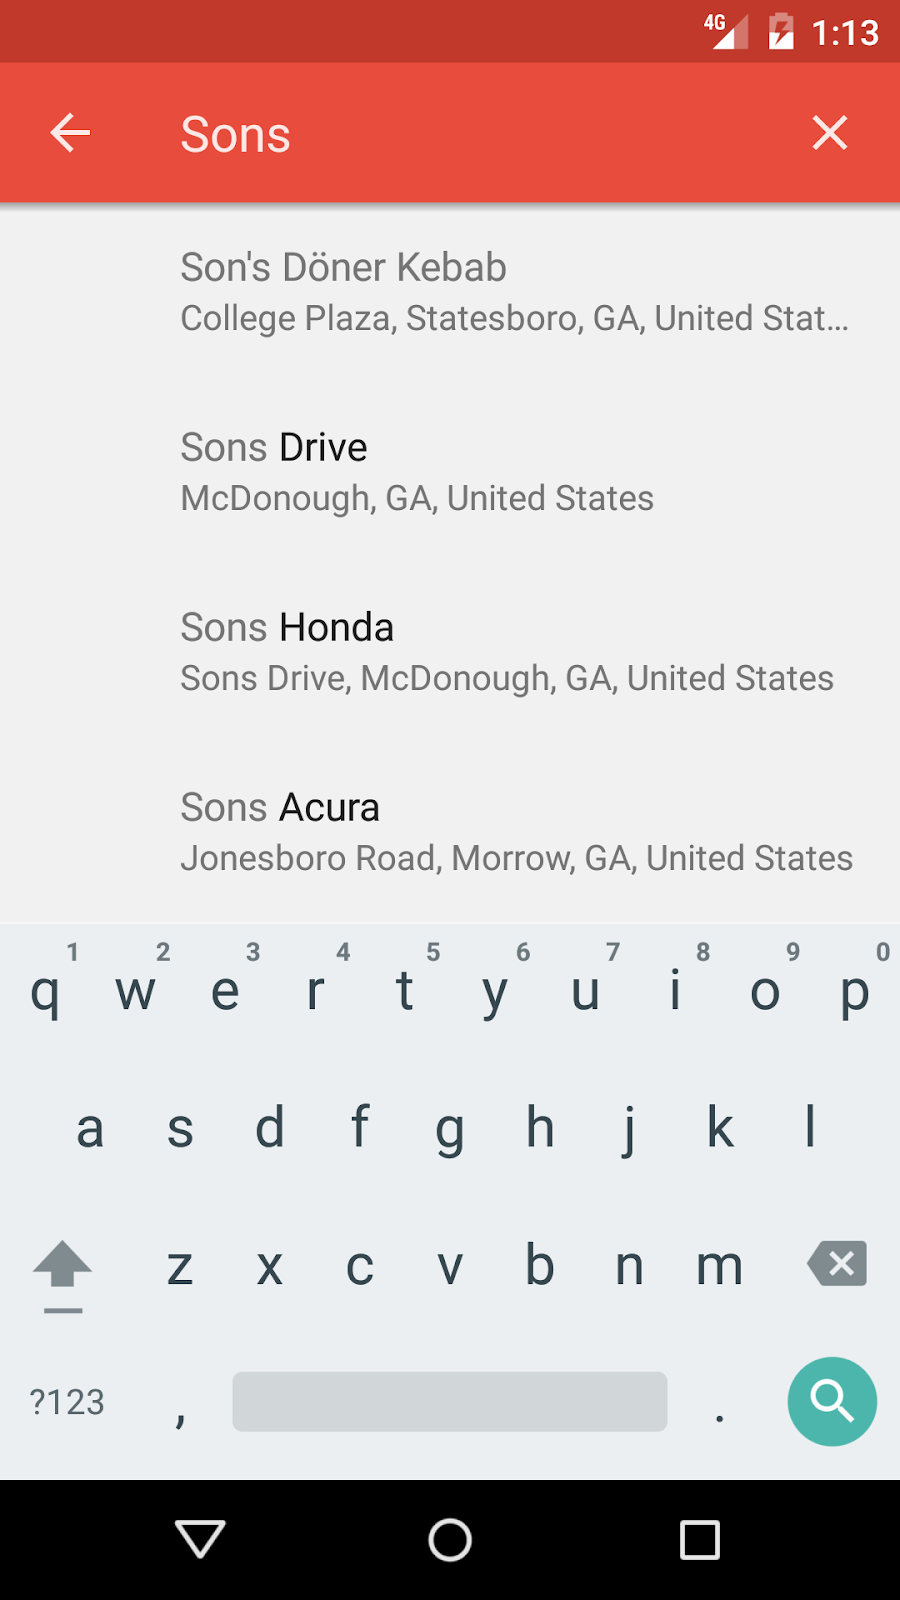 4G 1:13
Sons
Son's Döner Kebab
College Plaza, Statesboro, GA, United Stat...
Sons Drive
McDonough, GA, United States
Sons Honda
Sons Drive, McDonough, GA, United States
Sons Acura
Jonesboro Road, Morrow, GA, United States
1 2 3 4 5 6 7 8 9 0
q w e r t y u i o p
a s d f g h j k l
z x c v b n m
?123 , .